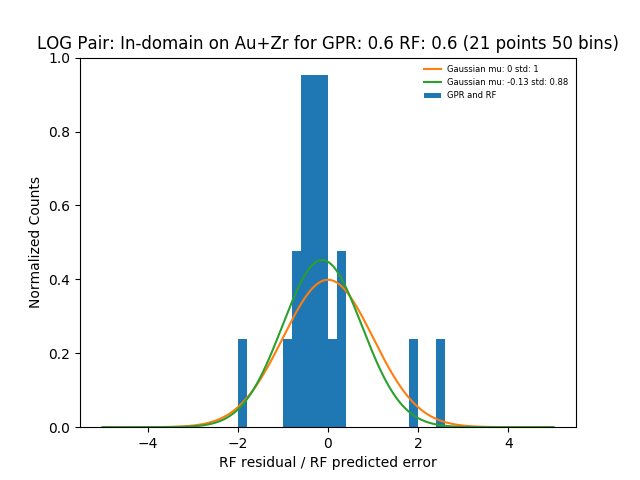 LOG Pair: In-domain on Au+Zr for GPR: 0.6 RF: 0.6 (21 points 50 bins)
Gaussian mu: 0 std: 1
Gaussian mu: -0.13 std: 0.88
GPR and RF
Normalized Counts
1.0
0.8
0.6
0.4
0.2
0.0
−4
−2
0
2
4
RF residual / RF predicted error